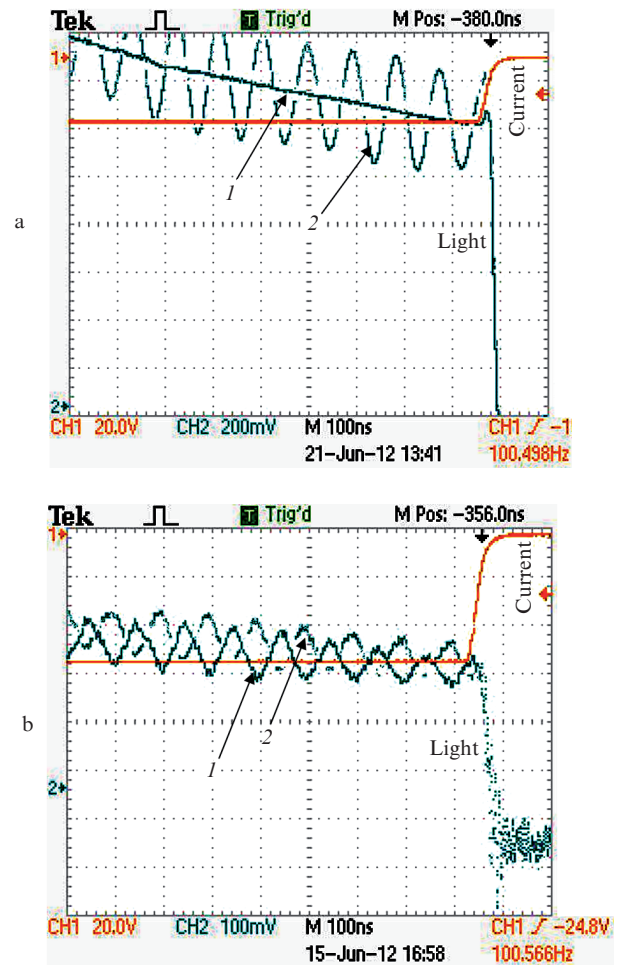 Tek Trig'd M Pos: -380.0ns
1
Current
1
2
a
Light
2
CH1 20.0V CH2 200mV M 100ns CH1 -1
21-Jun-12 13:41 100.498Hz
Tek Trig'd M Pos: -356.0ns
1
Current
b
1
2
Light
2
CH1 20.0V CH2 100mV M 100ns CH1 -24.8V
15-Jun-12 16:58 100.566Hz